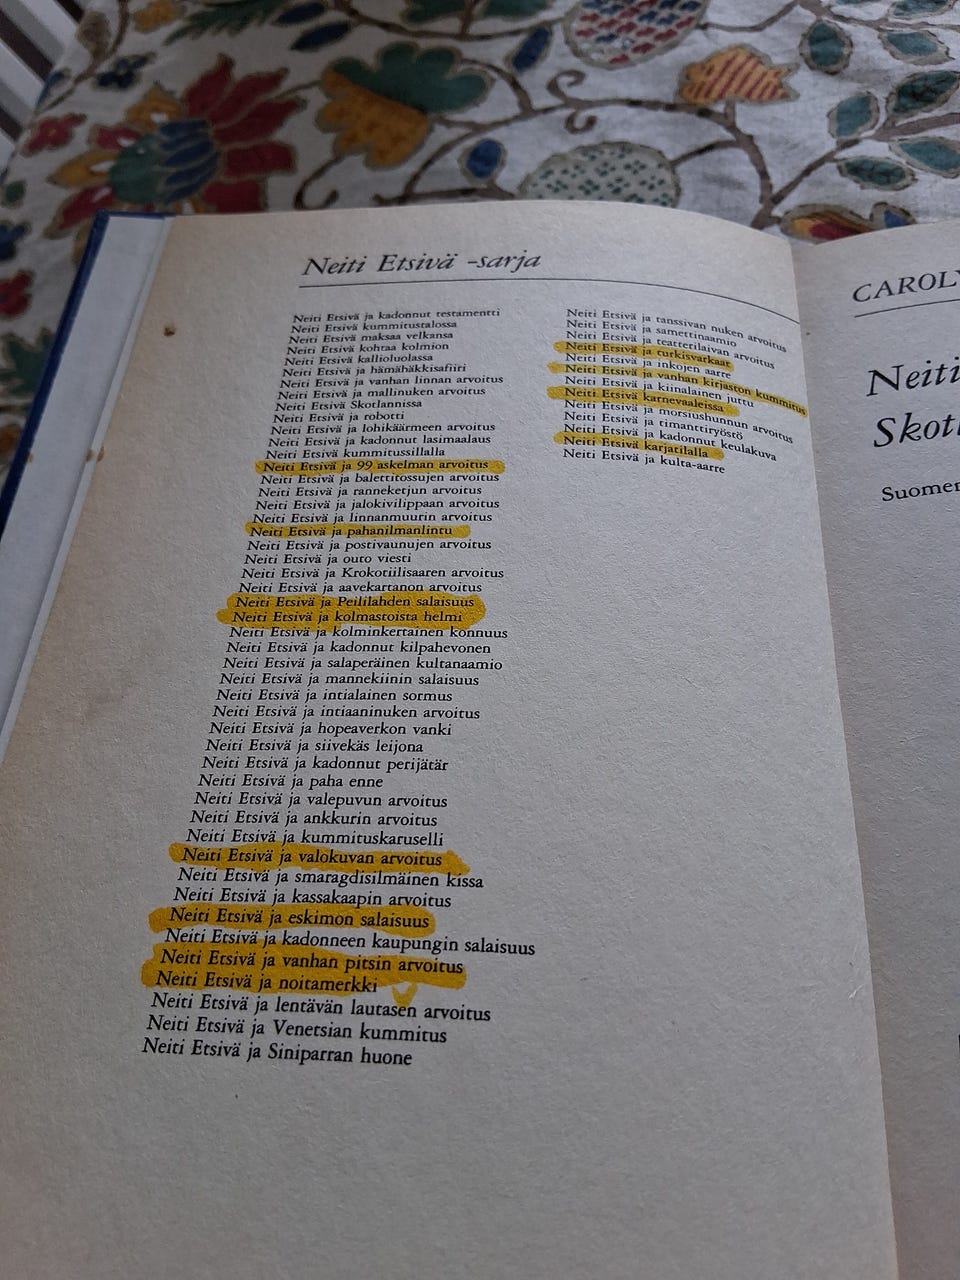 Neiti Etsivä -sarja
Neiti Etsivä ja kadonnut testamentti
Neiti Etsivä kummitustalossa
Neiti Etsivä maksaa velkansa
Neiti Etsivä kohtaa kolmion
Neiti Etsivä kallioluolassa
Neiti Etsivä ja hämähäkkisafiiri
Neiti Etsivä ja vanhan linnan arvoitus
Neiti Etsivä ja mallinuken arvoitus
Neiti Etsivä Skotlannissa
Neiti Etsivä ja robotti
Neiti Etsivä ja lohikäärmeen arvoitus
Neiti Etsivä ja kadonnut lasimaalaus
Neiti Etsivä kummitussillalla
Neiti Etsivä ja 99 askelman arvoitus
Neiti Etsivä ja balettitossujen arvoitus
Neiti Etsivä ja ranneketjun arvoitus
Neiti Etsivä ja jalokivilippaan arvoitus
Neiti Etsivä ja linnanmuurin arvoitus
Neiti Etsivä ja pahanilmanlintu
Neiti Etsivä ja postivaunujen arvoitus
Neiti Etsivä ja outo viesti
Neiti Etsivä ja Krokotiilisaaren arvoitus
Neiti Etsivä ja aavekartanon arvoitus
Neiti Etsivä ja Peililahden salaisuus
Neiti Etsivä ja kolmastoista helmi
Neiti Etsivä ja kolminkertainen konnuus
Neiti Etsivä ja kadonnut kilpahevonen
Neiti Etsivä ja salaperäinen kultanaamio
Neiti Etsivä ja mannekiinin salaisuus
Neiti Etsivä ja intialainen sormus
Neiti Etsivä ja intiaaninuken arvoitus
Neiti Etsivä ja hopeaverkon vanki
Neiti Etsivä ja siivekäs leijona
Neiti Etsivä ja kadonnut perijätär
Neiti Etsivä ja paha enne
Neiti Etsivä ja valepuvun arvoitus
Neiti Etsivä ja ankkurin arvoitus
Neiti Etsivä ja kummituskaruselli
Neiti Etsivä ja valokuvan arvoitus
Neiti Etsivä ja smaragdisilmäinen kissa
Neiti Etsivä ja kassakaapin arvoitus
Neiti Etsivä ja eskimon salaisuus
Neiti Etsivä ja kadonneen kaupungin salaisuus
Neiti Etsivä ja vanhan pitsin arvoitus
Neiti Etsivä ja noitamerkki
Neiti Etsivä ja lentävän lautasen arvoitus
Neiti Etsivä ja Venetsian kummitus
Neiti Etsivä ja Siniparran huone
Neiti Etsivä ja tanssivan nuken arvoitus
Neiti Etsivä ja samettinaamio
Neiti Etsivä ja teatterilaivan arvoitus
Neiti Etsivä ja turkisvarkaat
Neiti Etsivä ja inkojen aarre
Neiti Etsivä ja vanhan kirjaston kummitus
Neiti Etsivä ja kiinalainen juttu
Neiti Etsivä karnevaaleissa
Neiti Etsivä ja morsiushunnun arvoitus
Neiti Etsivä ja timanttiryöstö
Neiti Etsivä ja kadonnut keulakuva
Neiti Etsivä karjatilalla
Neiti Etsivä ja kulta-aarre
CAROLY
Neiti
Skotl
Suomen